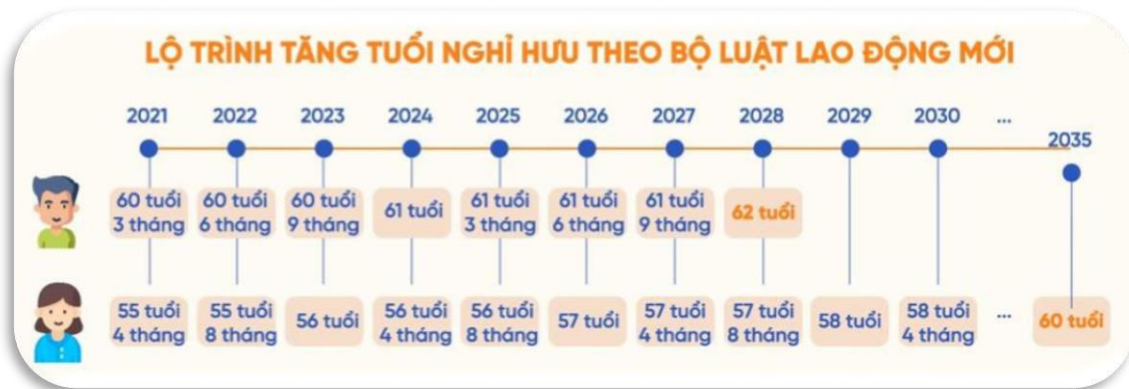 LỘ TRÌNH TĂNG TUỔI NGHỈ HƯU THEO BỘ LUẬT LAO ĐỘNG MỚI
2021 2022 2023 2024 2025 2026 2027 2028 2029 2030 ... 2035
60 tuổi 60 tuổi 60 tuổi 61 tuổi 61 tuổi 61 tuổi 61 tuổi 62 tuổi
3 tháng 6 tháng 9 tháng 3 tháng 6 tháng 9 tháng
55 tuổi 55 tuổi 56 tuổi 56 tuổi 56 tuổi 57 tuổi 57 tuổi 57 tuổi 58 tuổi 58 tuổi ... 60 tuổi
4 tháng 8 tháng 4 tháng 8 tháng 4 tháng 8 tháng 4 tháng